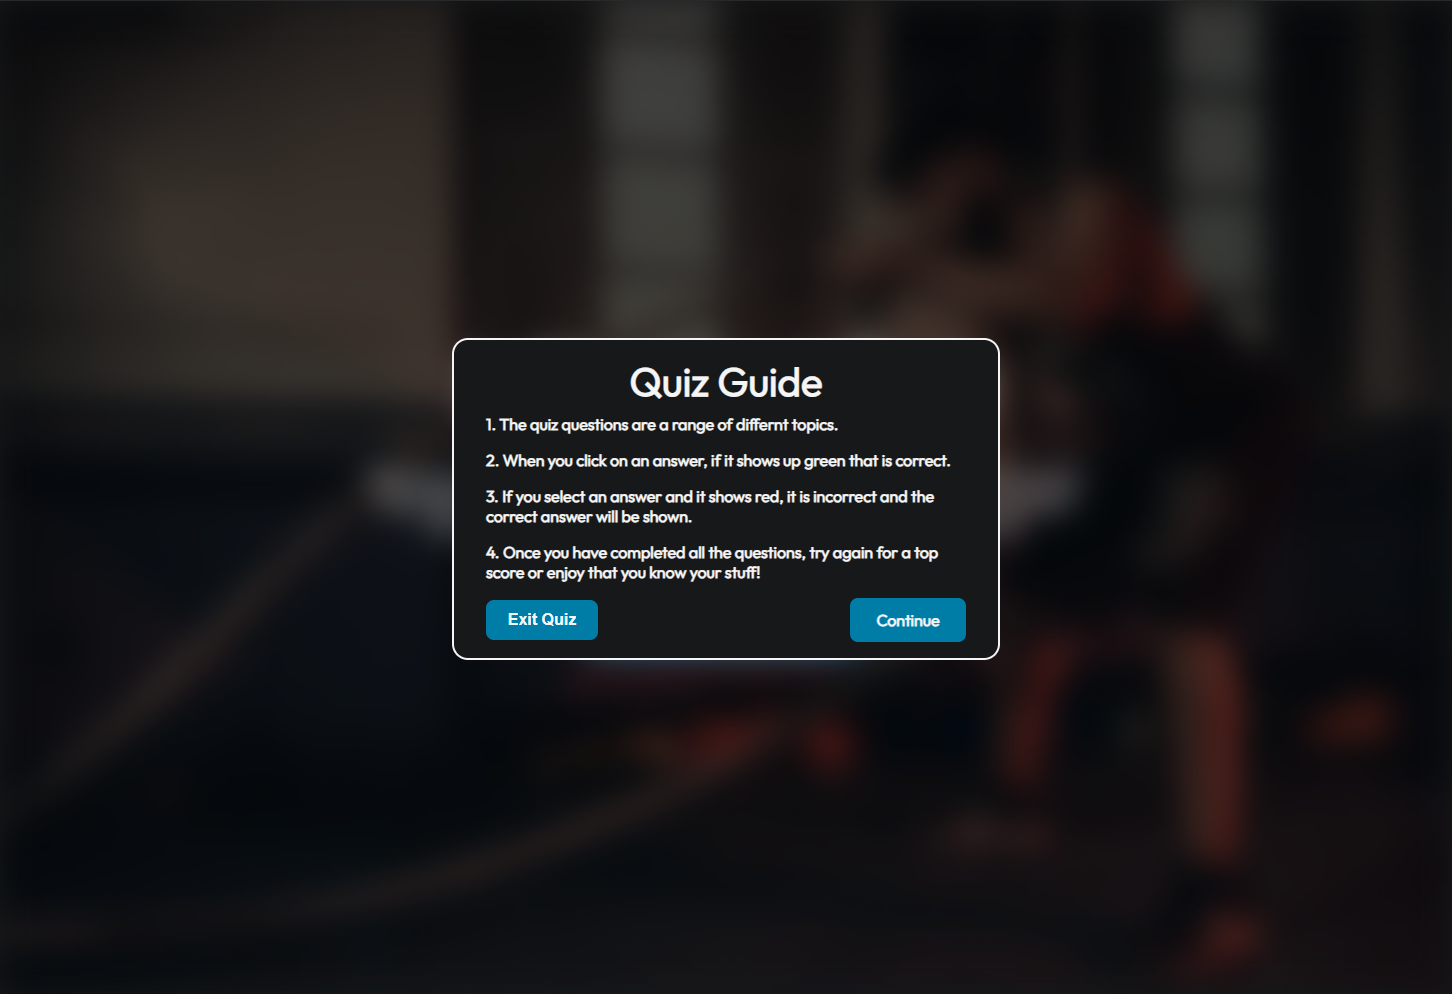 Quiz Guide
1. The quiz questions are a range of differnt topics.
2. When you click on an answer, if it shows up green that is correct.
3. If you select an answer and it shows red, it is incorrect and the
correct answer will be shown.
4. Once you have completed all the questions, try again for a top
score or enjoy that you know your stuff!
Exit Quiz
Continue